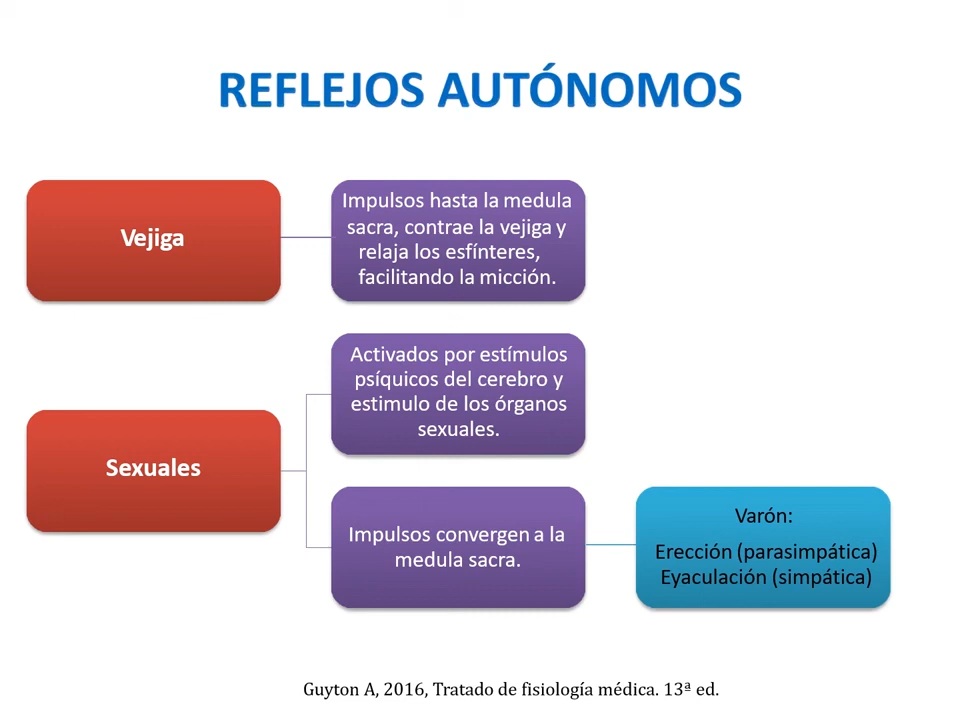 REFLEJOS AUTÓNOMOS
Vejiga
Impulsos hasta la medula
sacra, contrae la vejiga y
relaja los esfínteres,
facilitando la micción.
Sexuales
Activados por estímulos
psíquicos del cerebro y
estimulo de los órganos
sexuales.
Impulsos convergen a la
medula sacra.
Varón:
Erección (parasimpática)
Eyaculación (simpática)
Guyton A, 2016, Tratado de fisiología médica. 13ª ed.